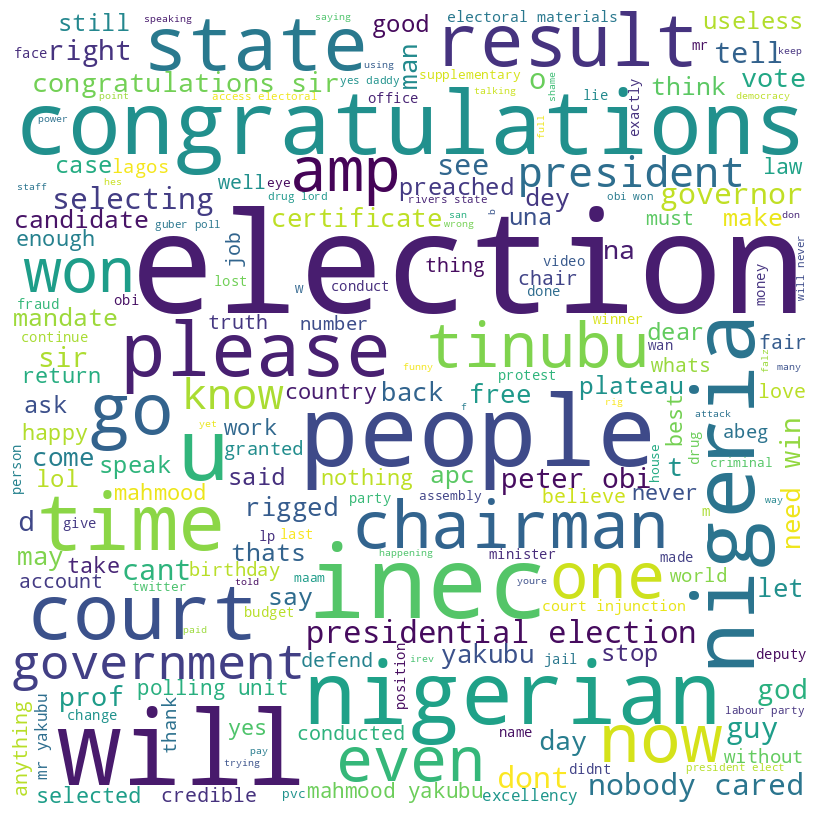 speaking saying good electoral materials useless
still state result
face right using mr keep
yes daddy man tell
congratulations sir supplementary o think vote
point access electoral office talking lie exactly shame democracy
congratulations
power full
case lagos amp see president law
staff hes well eye preached
selecting drug lord rivers state dey obi won governor
candidate certificate san b una must make don
enough guber poll job wrong na
election
won lost thing w conduct chair video done money will never
fraud obi
mandate truth number winner dear fair
continue please tinubu wan
sir funny protest whats falz many
return know country back free plateau love
ask go yet f best rig attack
happy work people abeg
person come u granted nothing house drug criminal
lol speak said apc peter obi t way need win
mahmood party assembly believe never m nigeria
d give time rigged lp last chairman
may thats happening minister made
take cant told maam youre world
account twitter birthday say inec one let
court budget court injunction
paid presidential election
government defend position irev yakubu jail stop deputy
prof polling unit nigerian god
anything mr yakubu change thank labour party
yes pay conducted name day guy
will trying even now without
didnt president elect
selected credible pvc mahmood yakubu excellency dont nobody cared